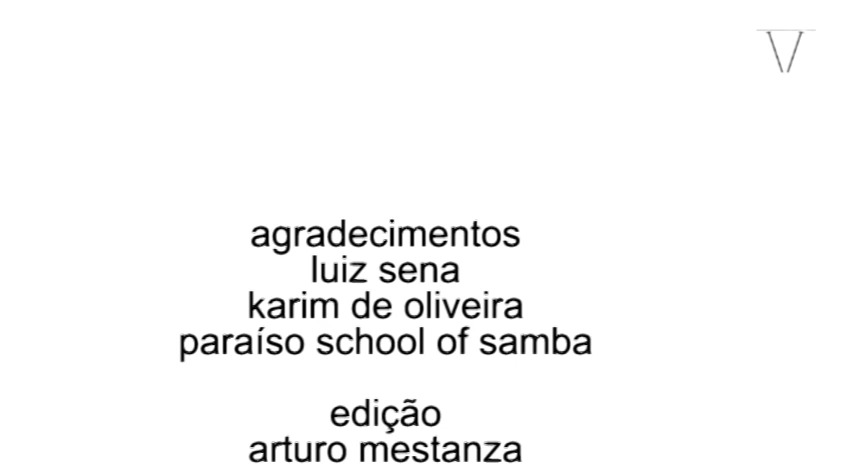 agradecimentos
luiz sena
karim de oliveira
paraíso school of samba
edição
arturo mestanza